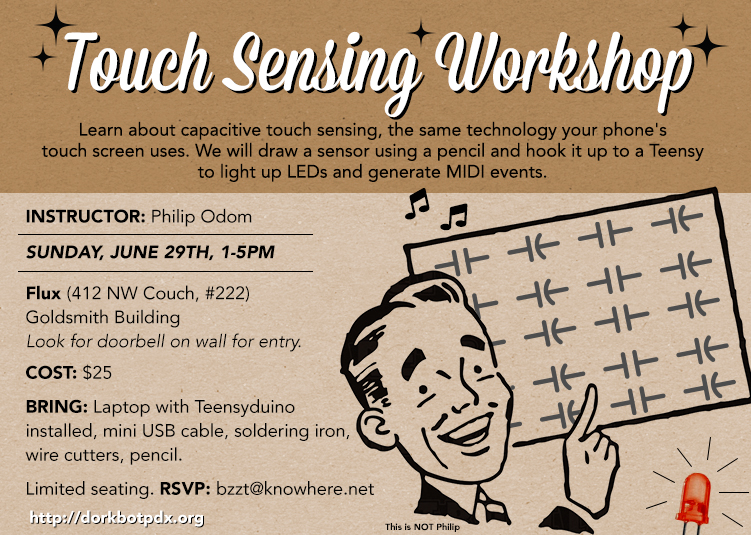 Touch Sensing Workshop
Learn about capacitive touch sensing, the same technology your phone's
touch screen uses. We will draw a sensor using a pencil and hook it up to a Teensy
to light up LEDs and generate MIDI events.
INSTRUCTOR: Philip Odom
SUNDAY, JUNE 29TH, 1-5PM
Flux (412 NW Couch, #222)
Goldsmith Building
Look for doorbell on wall for entry.
COST: $25
BRING: Laptop with Teensyduino
installed, mini USB cable, soldering iron,
wire cutters, pencil.
Limited seating. RSVP: bzzt@knowhere.net
http://dorkbotpdx.org
This is NOT Philip